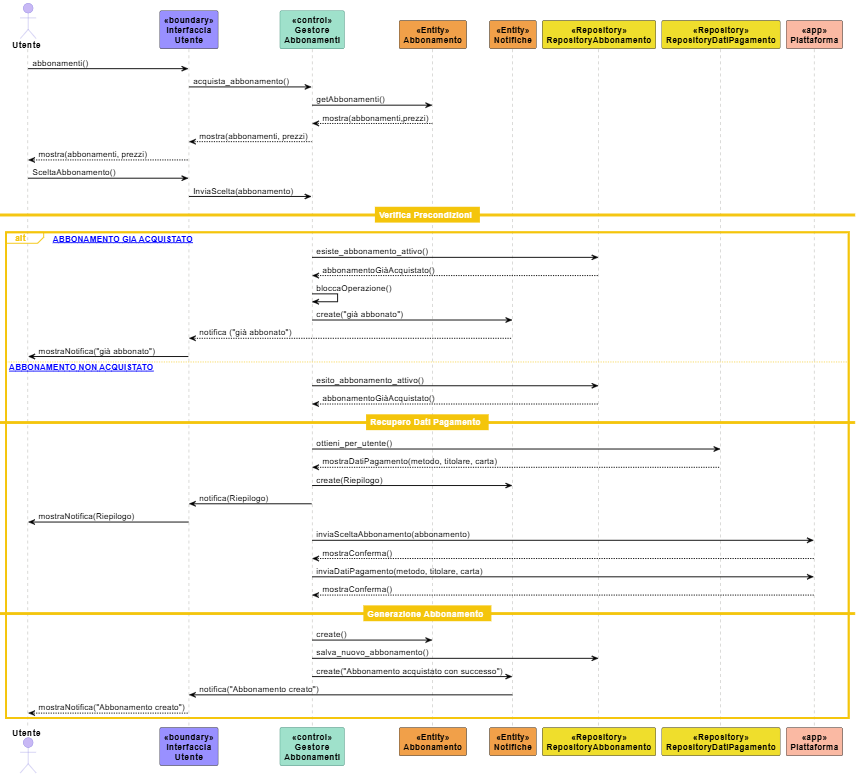 Utente
«boundary»
Interfaccia
Utente
«control»
Gestore
Abbonamenti
«Entity»
Abbonamento
«Entity»
Notifiche
«Repository»
RepositoryAbbonamento
«Repository»
RepositoryDatiPagamento
«app»
Piattaforma
abbonamenti()
acquista_abbonamento()
getAbbonamenti()
mostra(abbonamenti,prezzi)
mostra(abbonamenti, prezzi)
mostra(abbonamenti, prezzi)
SceltaAbbonamento()
InviaScelta(abbonamento)
Verifica Precondizioni
alt
ABBONAMENTO GIA ACQUISTATO
esiste_abbonamento_attivo()
abbonamentoGiàAcquistato()
bloccaOperazione()
create("già abbonato")
notifica ("già abbonato")
mostraNotifica("già abbonato")
ABBONAMENTO NON ACQUISTATO
esito_abbonamento_attivo()
abbonamentoGiàAcquistato()
Recupero Dati Pagamento
ottieni_per_utente()
mostraDatiPagamento(metodo, titolare, carta)
create(Riepilogo)
notifica(Riepilogo)
mostraNotifica(Riepilogo)
inviaSceltaAbbonamento(abbonamento)
mostraConferma()
inviaDatiPagamento(metodo, titolare, carta)
mostraConferma()
Generazione Abbonamento
create()
salva_nuovo_abbonamento()
create("Abbonamento acquistato con successo")
notifica("Abbonamento creato")
mostraNotifica("Abbonamento creato")
Utente
«boundary»
Interfaccia
Utente
«control»
Gestore
Abbonamenti
«Entity»
Abbonamento
«Entity»
Notifiche
«Repository»
RepositoryAbbonamento
«Repository»
RepositoryDatiPagamento
«app»
Piattaforma